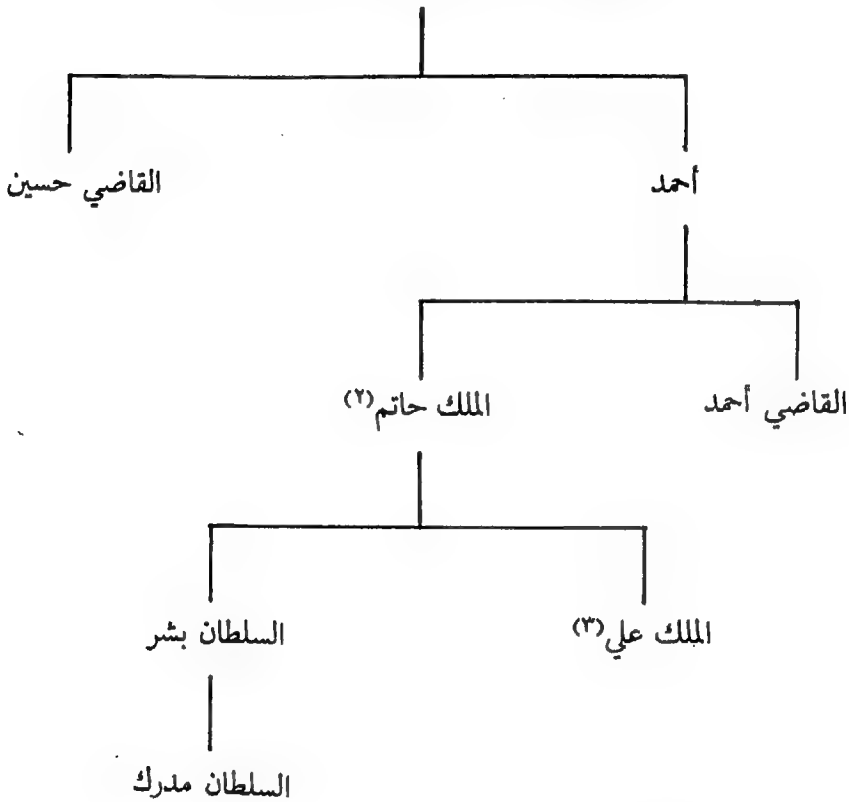 أحمد القاضي حسين
القاضي أحمد الملك حاتم(٢)
الملك علي(٣) السلطان بشر
السلطان مدرك